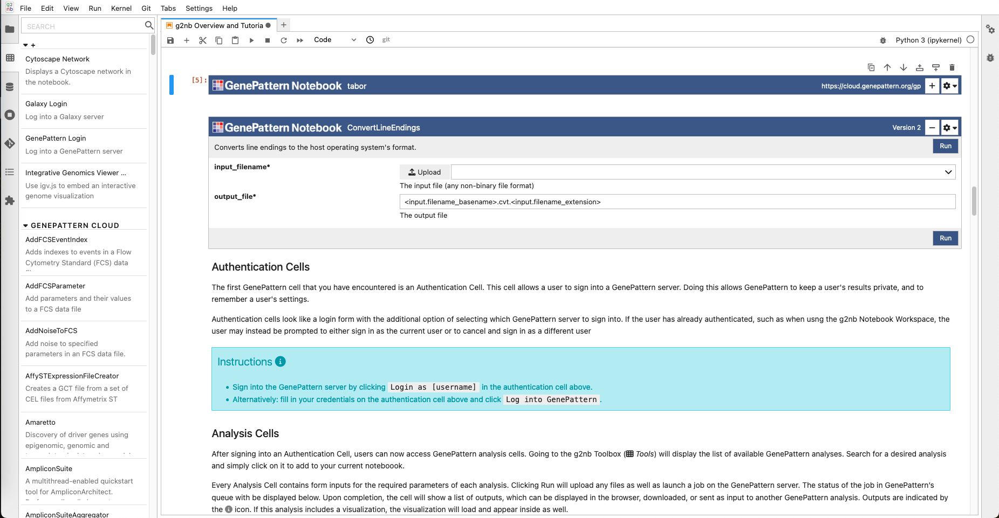 g2
nb
File Edit View Run Kernel Git Tabs Settings Help
SEARCH
+
Cytoscape Network
Displays a Cytoscape network in
the notebook.
Galaxy Login
Log into a Galaxy server
GenePattern Login
Log into a GenePattern server
Integrative Genomics Viewer ...
Use igv.js to embed an interactive
genome visualization
GENEPATTERN CLOUD
AddFCSEventIndex
Adds indexes to events in a Flow
Cytometry Standard (FCS) data
AddFCSParameter
Add parameters and their values
to a FCS data file
AddNoiseToFCS
Add noise to specified
parameters in an FCS data file.
AffySTExpressionFileCreator
Creates a GCT file from a set of
CEL files from Affymetrix ST
Amaretto
Discovery of driver genes using
epigenomic, genomic and
AmpliconSuite
A multithread-enabled quickstart
tool for AmpliconArchitect.
AmpliconSuiteAggregator
g2nb Overview and Tutoria
Code git Python 3 (ipykernel)
[5]: GenePattern Notebook tabor https://cloud.genepattern.org/gp
GenePattern Notebook ConvertLineEndings Version 2
Converts line endings to the host operating system's format. Run
input_filename*
Upload
The input file (any non-binary file format)
output_file*
<input.filename_basename>.cvt.<input.filename_extension>
The output file
Run
Authentication Cells
The first GenePattern cell that you have encountered is an Authentication Cell. This cell allows a user to sign into a GenePattern server. Doing this allows GenePattern to keep a user's results private, and to
remember a user's settings.
Authentication cells look like a login form with the additional option of selecting which GenePattern server to sign into. If the user has already authenticated, such as when usng the g2nb Notebook Workspace, the
user may instead be prompted to either sign in as the current user or to cancel and sign in as a different user
Instructions
• Sign into the GenePattern server by clicking Login as [username] in the authentication cell above.
• Alternatively: fill in your credentials on the authentication cell above and click Log into GenePattern.
Analysis Cells
After signing into an Authentication Cell, users can now access GenePattern analysis cells. Going to the g2nb Toolbox ( Tools) will display the list of available GenePattern analyses. Search for a desired analysis
and simply click on it to add to your current noteboook.
Every Analysis Cell contains form inputs for the required parameters of each analysis. Clicking Run will upload any files as well as launch a job on the GenePattern server. The status of the job in GenePattern's
queue with be displayed below. Upon completion, the cell will show a list of outputs, which can be displayed in the browser, downloaded, or sent as input to another GenePattern analysis. Outputs are indicated by
the icon. If this analysis includes a visualization, the visualization will load and appear inside as well.